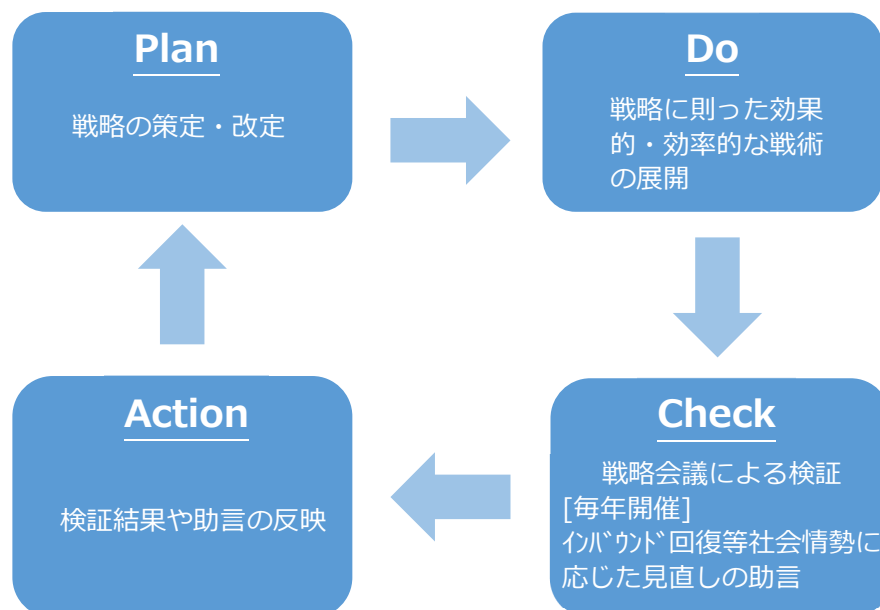 Plan
戦略の策定・改定
Do
戦略に則った効果
的・効率的な戦術
の展開
Check
戦略会議による検証
[毎年開催]
ｲﾝﾊﾞｳﾝﾄﾞ回復等社会情勢に
応じた見直しの助言
Action
検証結果や助言の反映